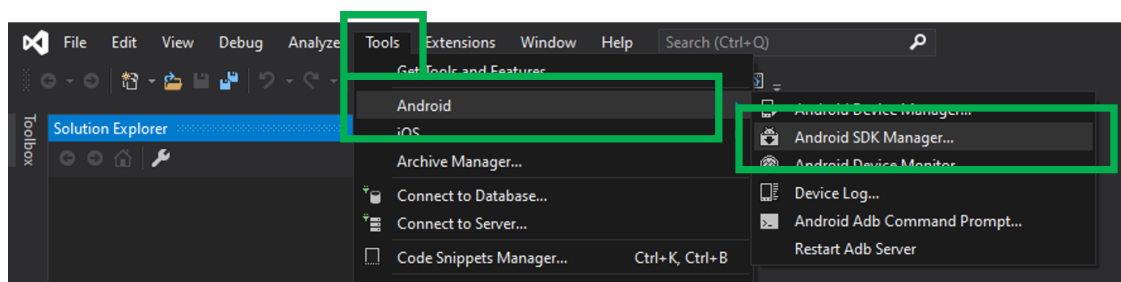 File Edit View Debug Analyze Tools Extensions Window Help Search (Ctrl+Q)
Get Tools and Features
Android
iOS
Archive Manager...
Connect to Database...
Connect to Server...
Code Snippets Manager... Ctrl+K, Ctrl+B
Android Device Manager...
Android SDK Manager...
Android Device Monitor
Device Log...
Android Adb Command Prompt...
Restart Adb Server
Toolbox
Solution Explorer